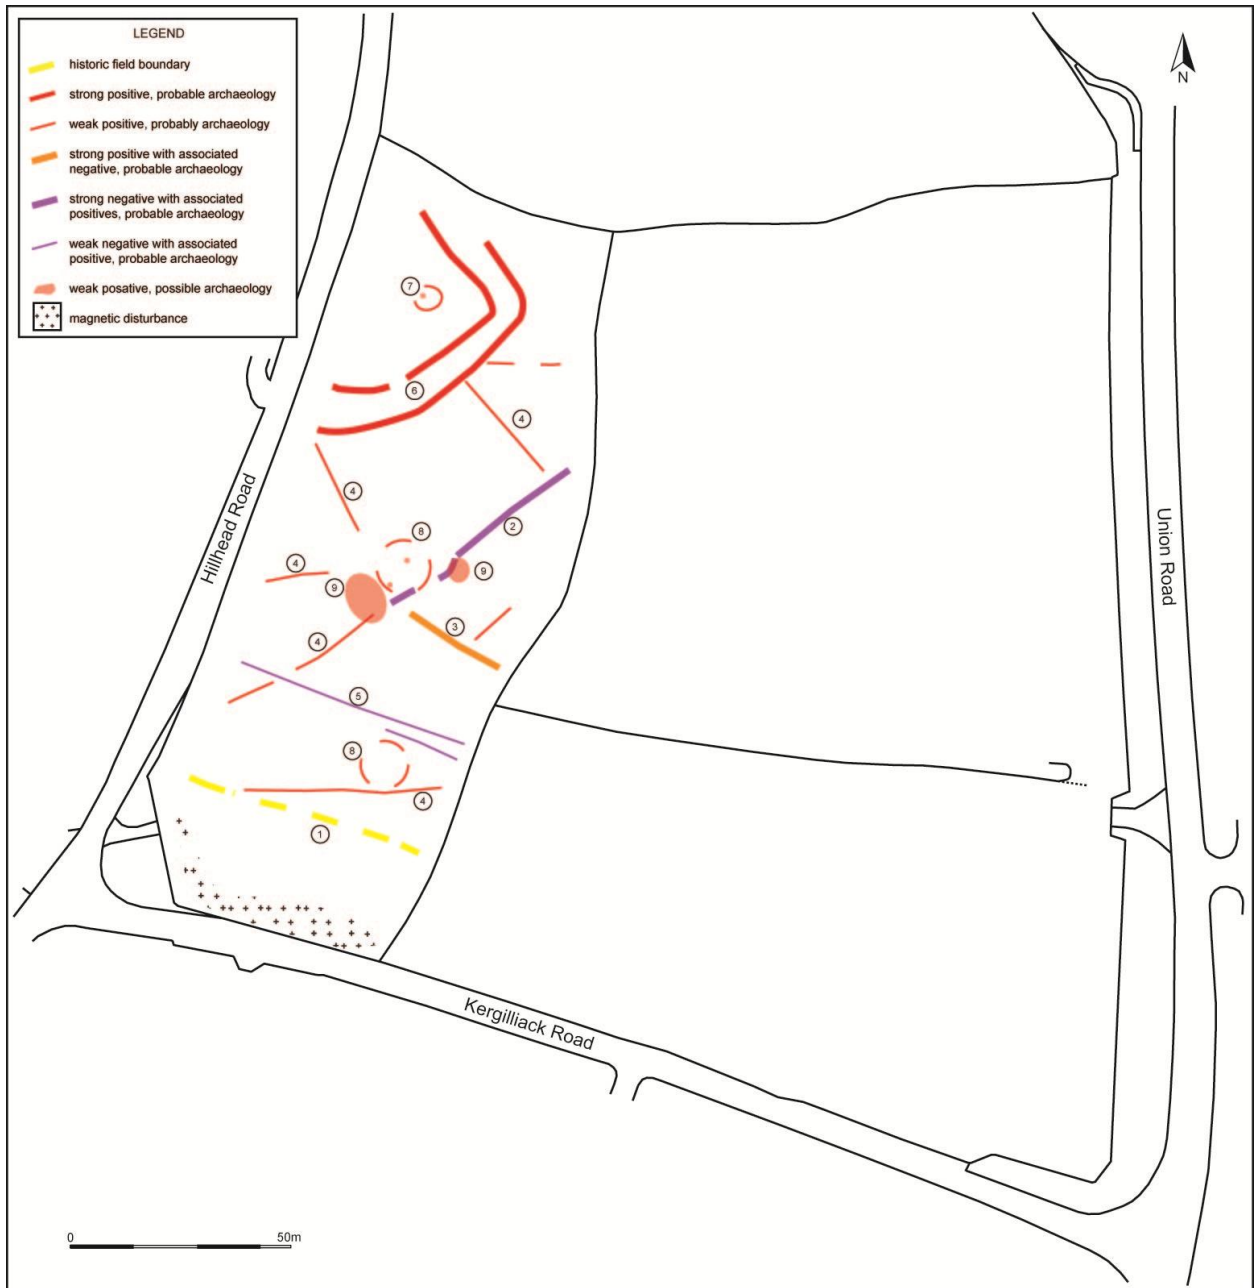 LEGEND
historic field boundary
strong positive, probable archaeology
weak positive, probably archaeology
strong positive with associated
negative, probable archaeology
strong negative with associated
positives, probable archaeology
weak negative with associated
positive, probable archaeology
weak posative, possible archaeology
magnetic disturbance
N
7
6
4
4
8
2
4
9
9
3
4
5
8
4
1
Hillhead Road
Union Road
Kergilliack Road
0 50m